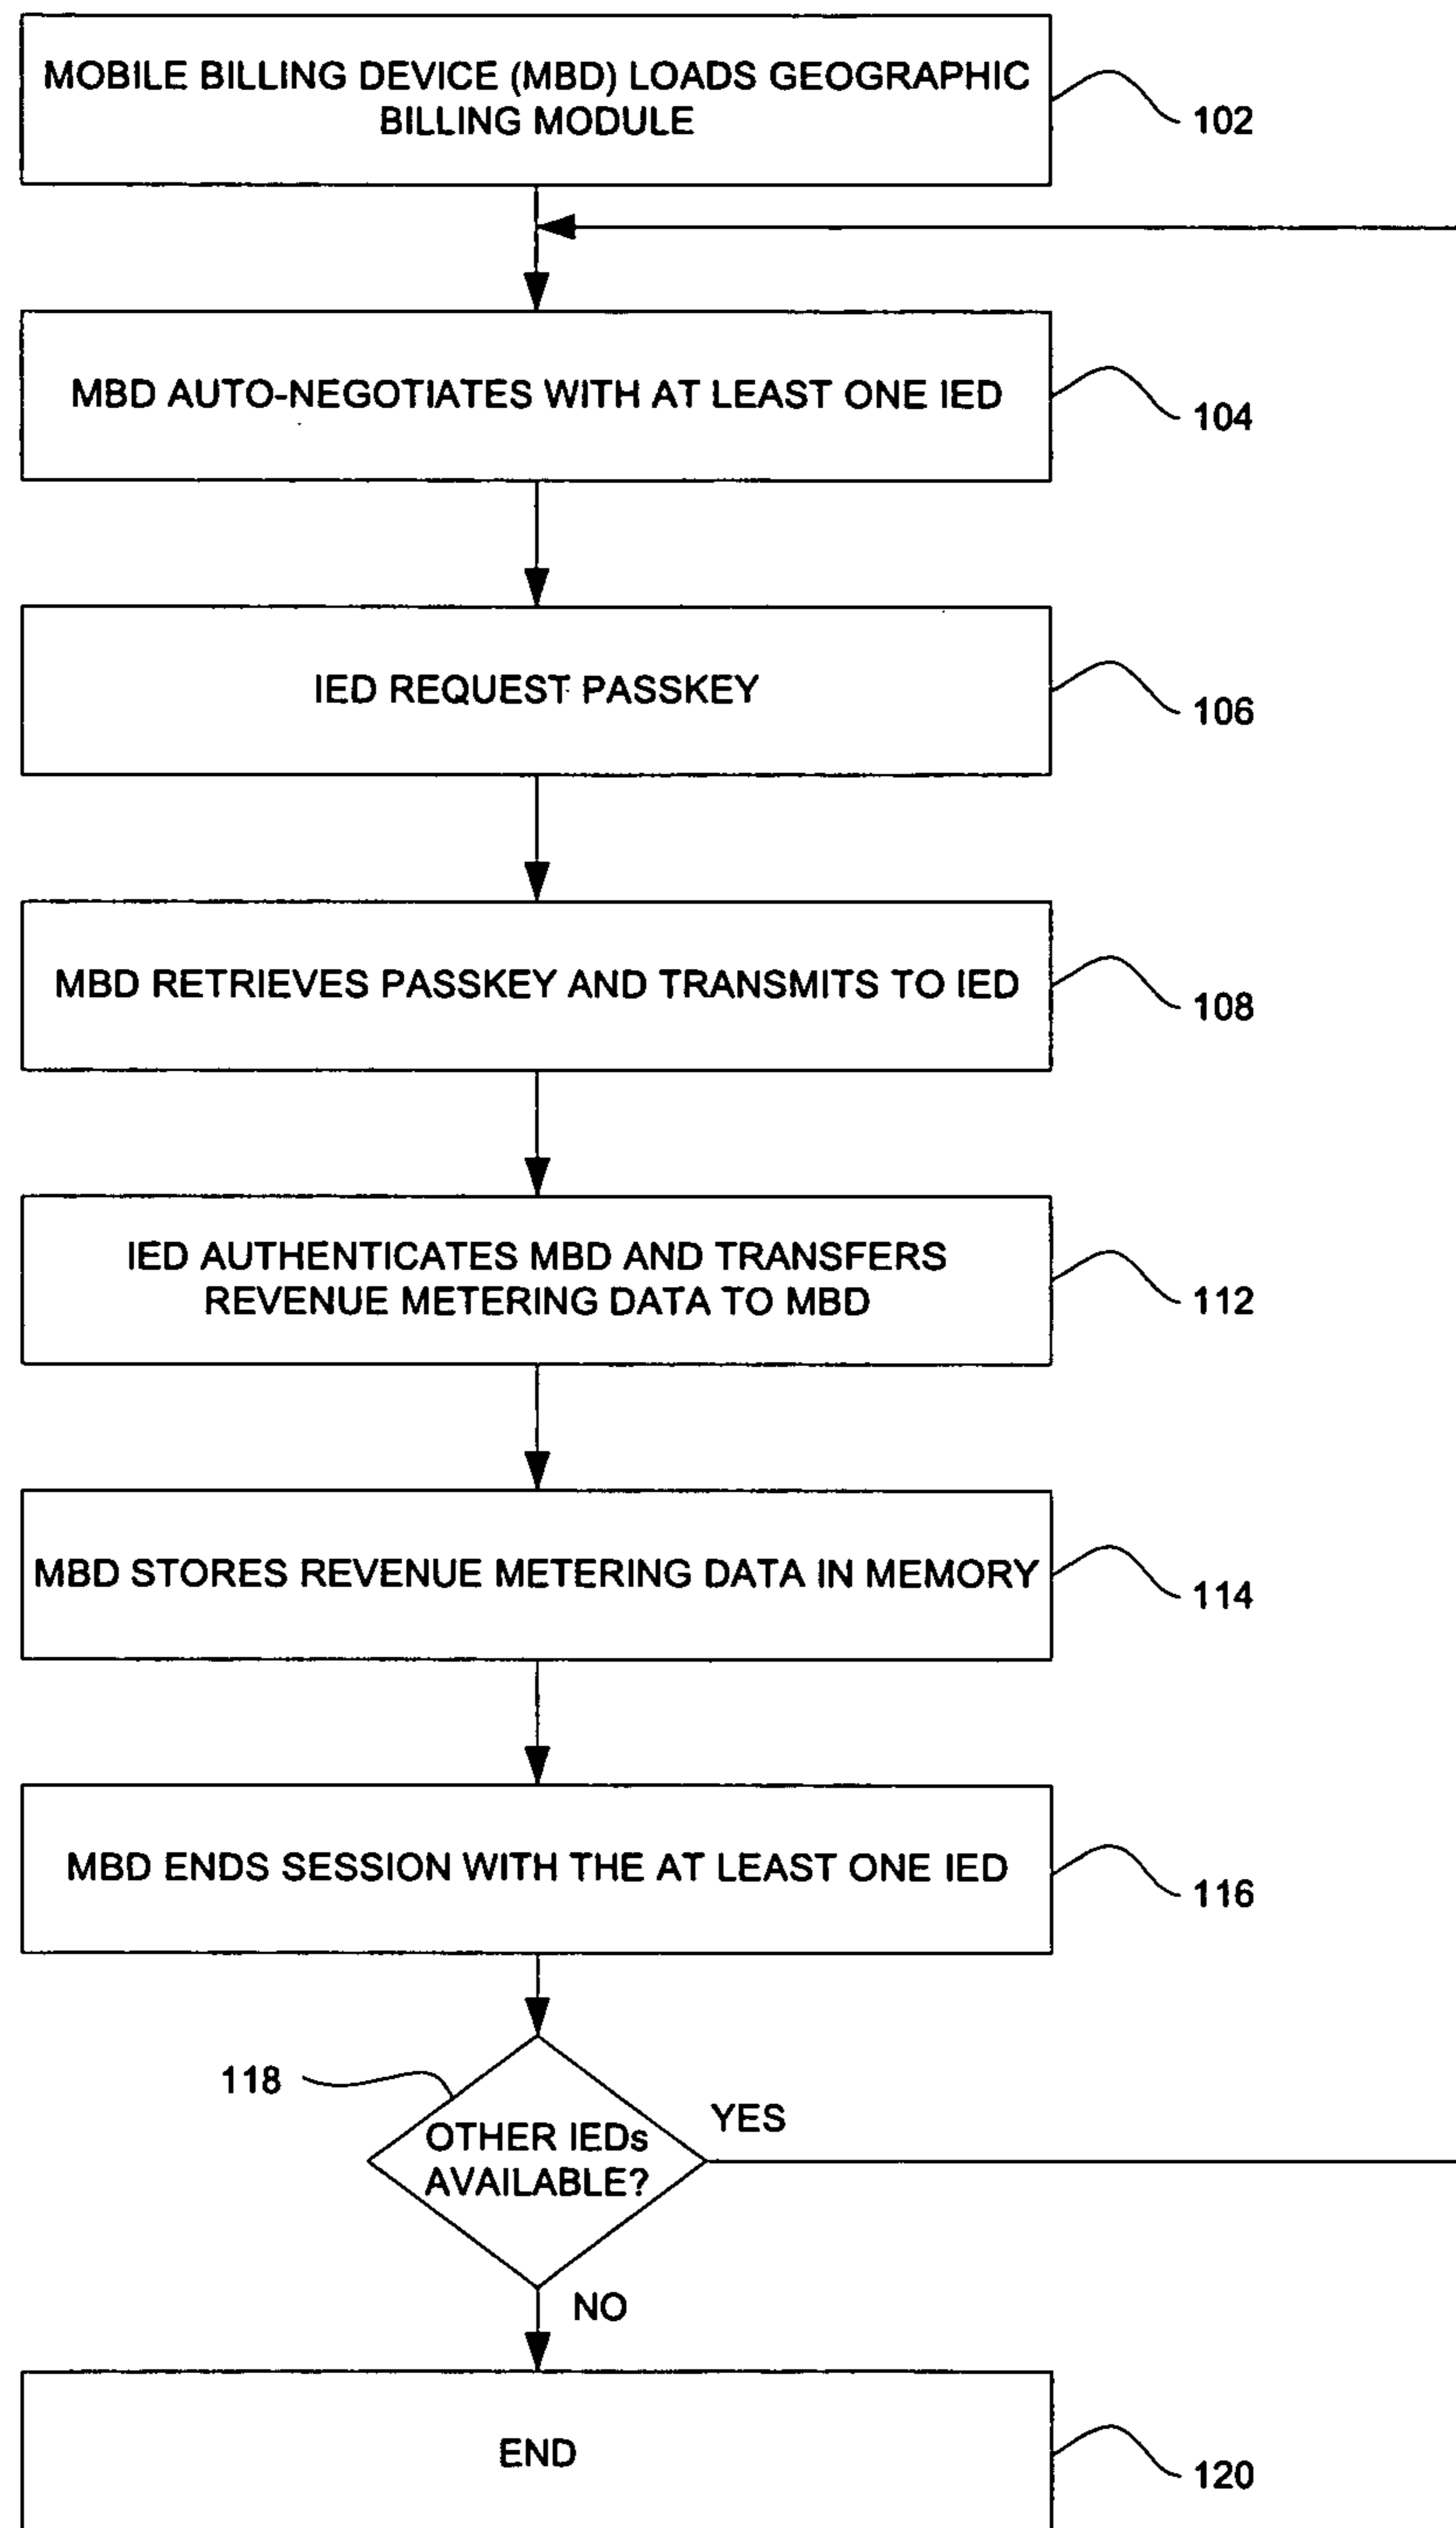 MOBILE BILLING DEVICE (MBD) LOADS GEOGRAPHIC
BILLING MODULE
102
MBD AUTO-NEGOTIATES WITH AT LEAST ONE IED
104
IED REQUEST PASSKEY
106
MBD RETRIEVES PASSKEY AND TRANSMITS TO IED
108
IED AUTHENTICATES MBD AND TRANSFERS
REVENUE METERING DATA TO MBD
112
MBD STORES REVENUE METERING DATA IN MEMORY
114
MBD ENDS SESSION WITH THE AT LEAST ONE IED
116
118
OTHER IEDs
AVAILABLE?
YES
NO
END
120